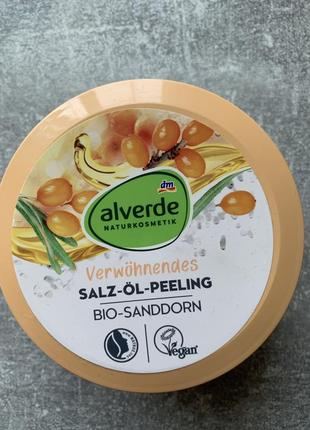 dm
alverde
NATURKOSMETIK
Verwöhnendes
SALZ-ÖL-PEELING
BIO-SANDDORN
Vegan